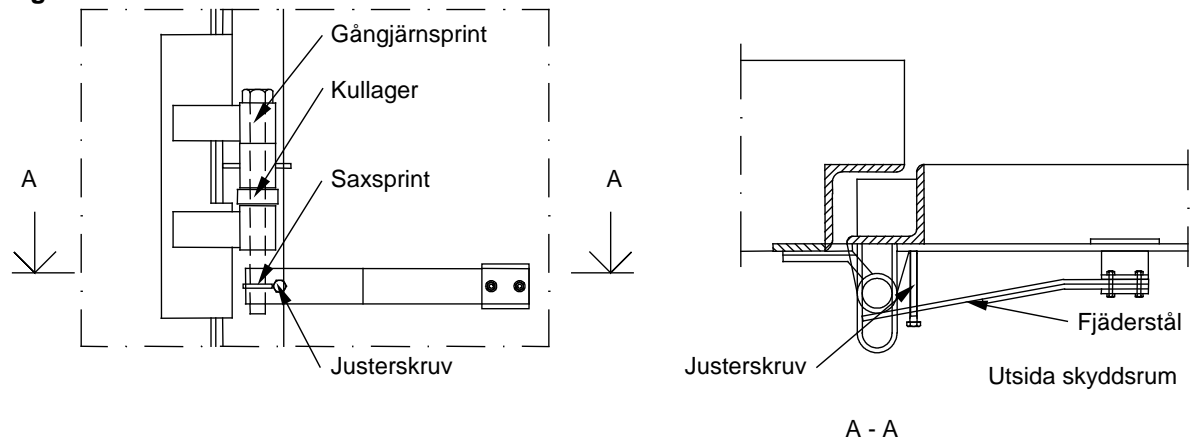 Gångjärnsprint
Kullager
A
Saxsprint
A
Justerskruv
Fjäderstål
Justerskruv
Utsida skyddsrum
A - A